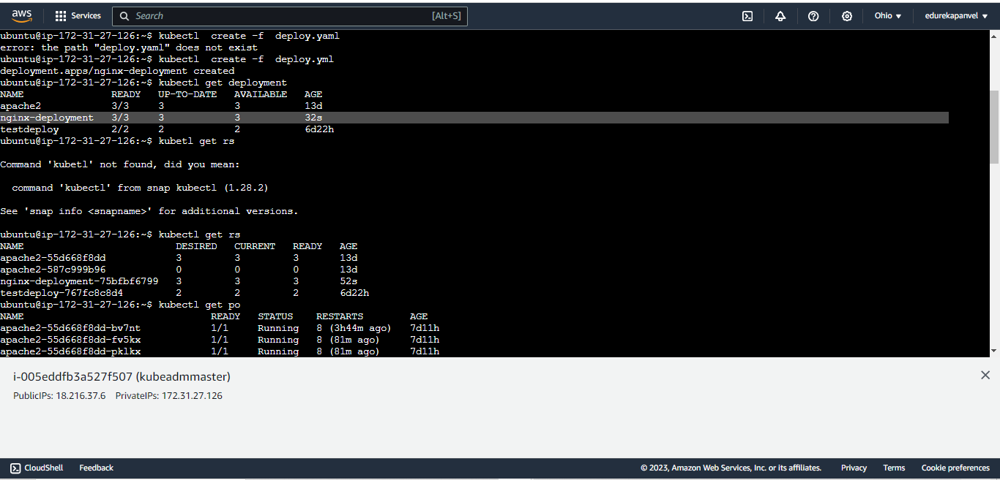 aws Services Search [Alt+S] Ohio edurekapanvel
ubuntu@ip-172-31-27-126:~$ kubectl  create -f  deploy.yaml
error: the path "deploy.yaml" does not exist
ubuntu@ip-172-31-27-126:~$ kubectl  create -f  deploy.yml
deployment.apps/nginx-deployment created
ubuntu@ip-172-31-27-126:~$ kubectl get deployment
NAME               READY   UP-TO-DATE   AVAILABLE   AGE
apache2            3/3     3            3           13d
nginx-deployment   3/3     3            3           32s
testdeploy         2/2     2            2           6d22h
ubuntu@ip-172-31-27-126:~$ kubetl get rs
Command 'kubetl' not found, did you mean:
  command 'kubectl' from snap kubectl (1.28.2)
See 'snap info <snapname>' for additional versions.
ubuntu@ip-172-31-27-126:~$ kubectl get rs
NAME                          DESIRED   CURRENT   READY   AGE
apache2-55d668f8dd            3         3         3       13d
apache2-587c999b96            0         0         0       13d
nginx-deployment-75bfbf6799   3         3         3       52s
testdeploy-767fc8c8d4         2         2         2       6d22h
ubuntu@ip-172-31-27-126:~$ kubectl get po
NAME                                READY   STATUS    RESTARTS        AGE
apache2-55d668f8dd-bv7nt            1/1     Running   8 (3h44m ago)   7d11h
apache2-55d668f8dd-fv5kx            1/1     Running   8 (81m ago)     7d11h
apache2-55d668f8dd-pklkx            1/1     Running   8 (81m ago)     7d11h
i-005eddfb3a527f507 (kubeadmmaster)
PublicIPs: 18.216.37.6 PrivateIPs: 172.31.27.126
CloudShell Feedback © 2023, Amazon Web Services, Inc. or its affiliates. Privacy Terms Cookie preferences